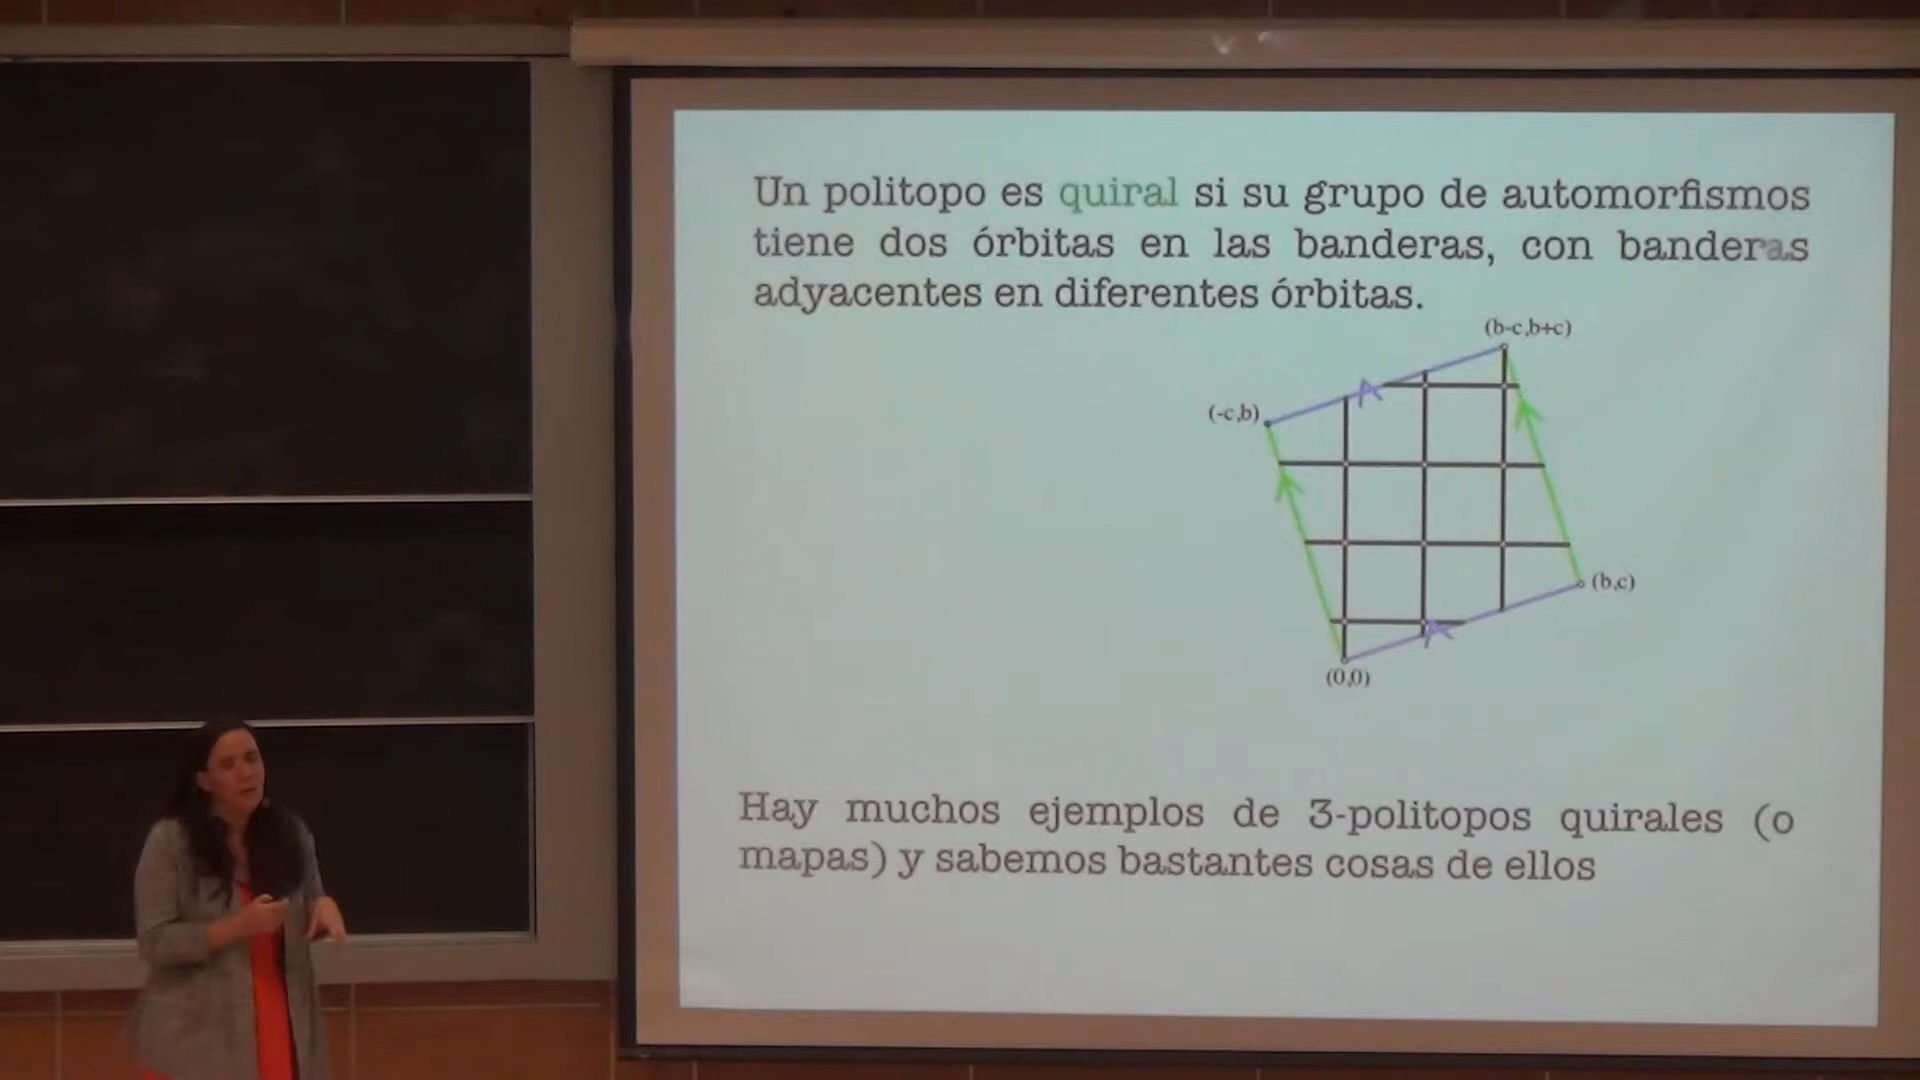 Un politopo es quiral si su grupo de automorfismos
tiene dos órbitas en las banderas, con banderas
adyacentes en diferentes órbitas.
(b-c,b+c)
(-c,b)
(b,c)
(0,0)
Hay muchos ejemplos de 3-politopos quirales (o
mapas) y sabemos bastantes cosas de ellos